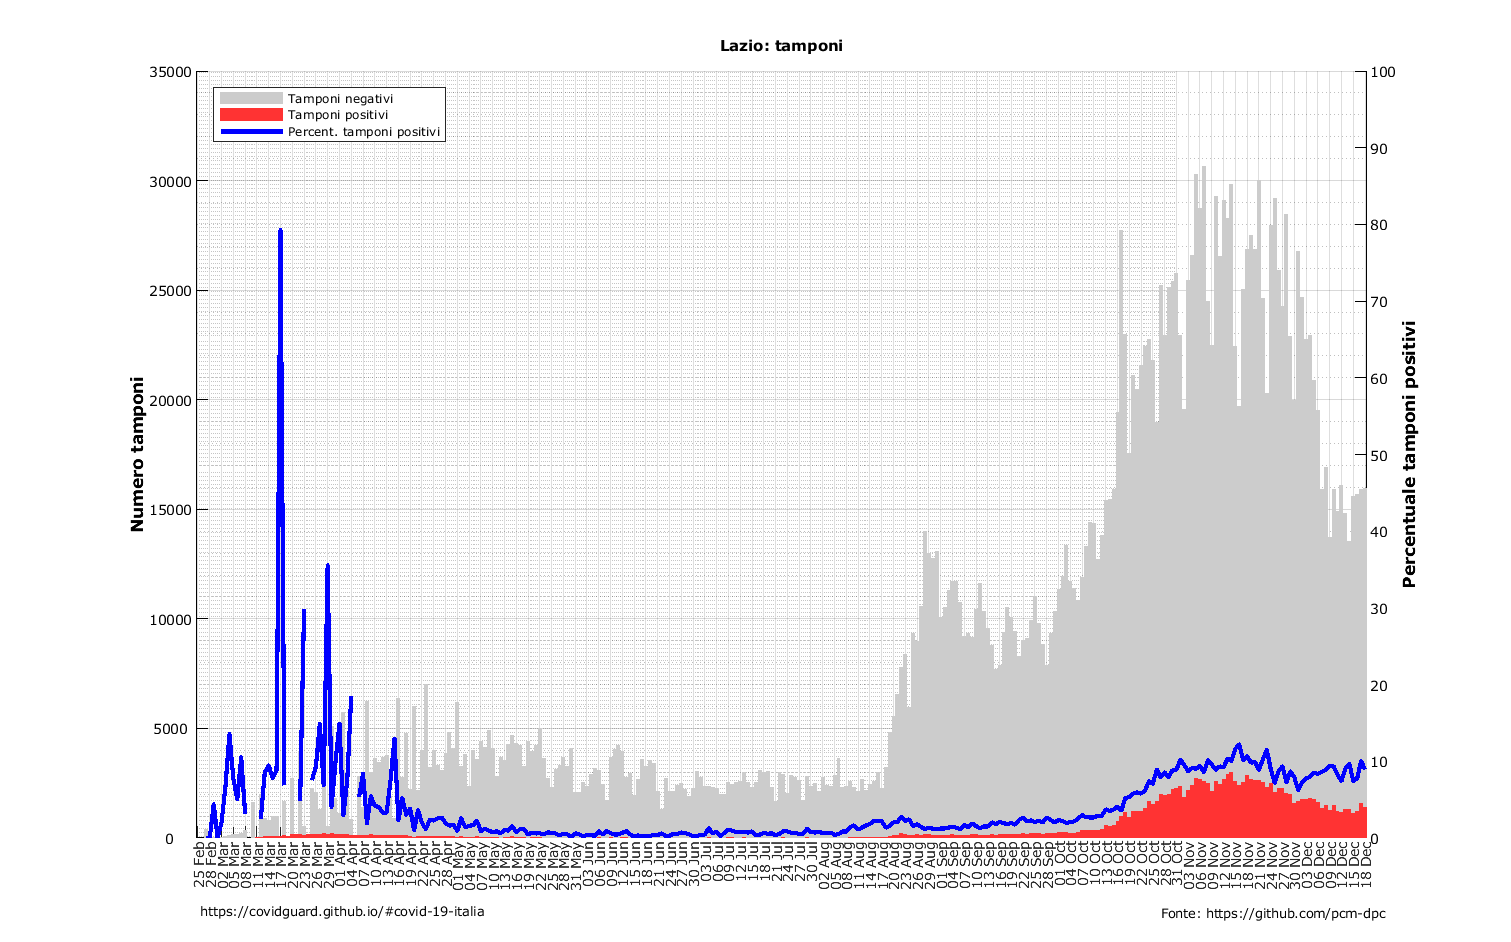 Lazio: tamponi
35000
30000
25000
20000
15000
10000
5000
0
Numero tamponi
Tamponi negativi
Tamponi positivi
Percent. tamponi positivi
100
90
80
70
60
50
40
30
20
10
0
Percentuale tamponi positivi
25 Feb
28 Feb
02 Mar
05 Mar
08 Mar
11 Mar
14 Mar
17 Mar
20 Mar
23 Mar
26 Mar
29 Mar
01 Apr
04 Apr
07 Apr
10 Apr
13 Apr
16 Apr
19 Apr
22 Apr
25 Apr
28 Apr
01 May
04 May
07 May
10 May
13 May
16 May
19 May
22 May
25 May
28 May
31 May
03 Jun
06 Jun
09 Jun
12 Jun
15 Jun
18 Jun
21 Jun
24 Jun
27 Jun
30 Jun
03 Jul
06 Jul
09 Jul
12 Jul
15 Jul
18 Jul
21 Jul
24 Jul
27 Jul
30 Jul
02 Aug
05 Aug
08 Aug
11 Aug
14 Aug
17 Aug
20 Aug
23 Aug
26 Aug
29 Aug
01 Sep
04 Sep
07 Sep
10 Sep
13 Sep
16 Sep
19 Sep
22 Sep
25 Sep
28 Sep
01 Oct
04 Oct
07 Oct
10 Oct
13 Oct
16 Oct
19 Oct
22 Oct
25 Oct
28 Oct
31 Oct
03 Nov
06 Nov
09 Nov
12 Nov
15 Nov
18 Nov
21 Nov
24 Nov
27 Nov
30 Nov
03 Dec
06 Dec
09 Dec
12 Dec
15 Dec
18 Dec
https://covidguard.github.io/#covid-19-italia
Fonte: https://github.com/pcm-dpc